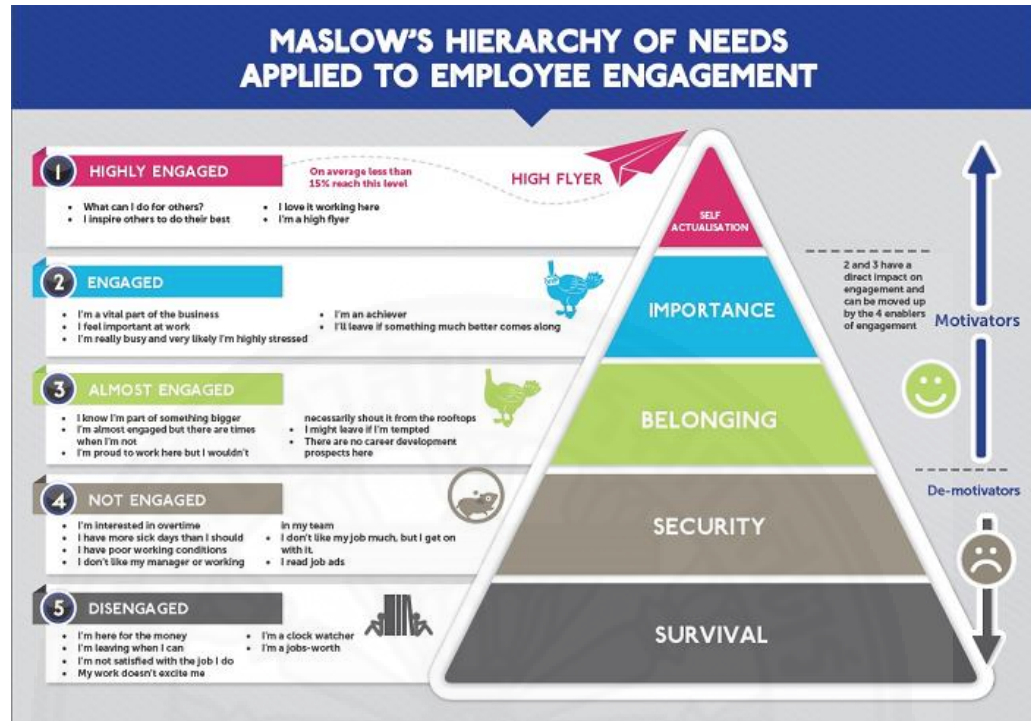 MASLOW'S HIERARCHY OF NEEDS
APPLIED TO EMPLOYEE ENGAGEMENT
1 HIGHLY ENGAGED
On average less than
15% reach this level
HIGH FLYER
• What can I do for others?
• I inspire others to do their best
• I love it working here
• I'm a high flyer
SELF
ACTUALISATION
2 ENGAGED
• I'm a vital part of the business
• I feel important at work
• I'm really busy and very likely I'm highly stressed
• I'm an achiever
• I'll leave if something much better comes along
IMPORTANCE
2 and 3 have a
direct impact on
engagement and
can be moved up
by the 4 enablers
of engagement
Motivators
3 ALMOST ENGAGED
• I know I'm part of something bigger
• I'm almost engaged but there are times
when I'm not
• I'm proud to work here but I wouldn't
necessarily shout it from the rooftops
• I might leave if I'm tempted
• There are no career development
prospects here
BELONGING
De-motivators
4 NOT ENGAGED
• I'm interested in overtime
• I have more sick days than I should
• I have poor working conditions
• I don't like my manager or working
in my team
• I don't like my job much, but I get on
with it.
• I read job ads
SECURITY
5 DISENGAGED
• I'm here for the money
• I'm leaving when I can
• I'm not satisfied with the job I do
• My work doesn't excite me
• I'm a clock watcher
• I'm a jobs-worth
SURVIVAL